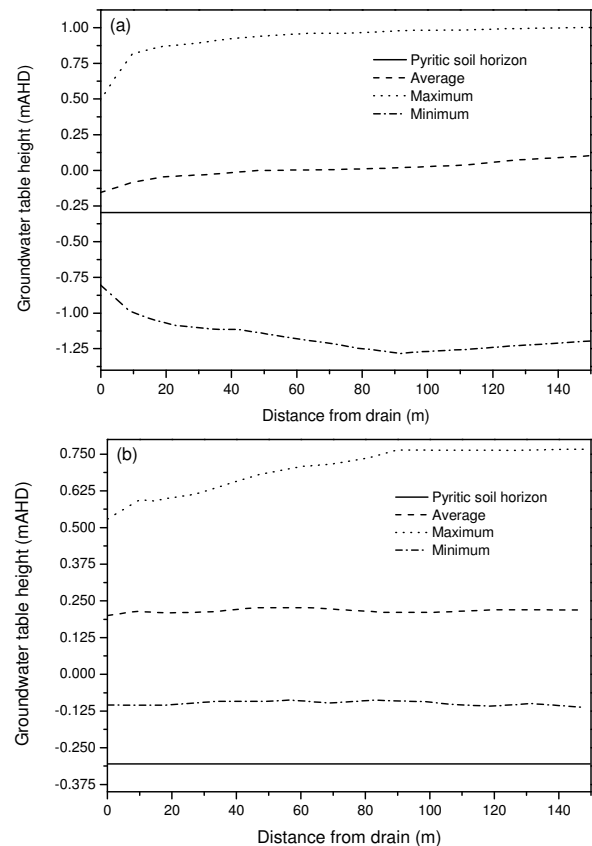 (a)
1.00
0.75
0.50
0.25
0.00
-0.25
-0.50
-0.75
-1.00
-1.25
Groundwater table height (mAHD)
Pyritic soil horizon
Average
Maximum
Minimum
0 20 40 60 80 100 120 140
Distance from drain (m)
(b)
0.750
0.625
0.500
0.375
0.250
0.125
0.000
-0.125
-0.250
-0.375
Groundwater table height (mAHD)
Pyritic soil horizon
Average
Maximum
Minimum
0 20 40 60 80 100 120 140
Distance from drain (m)